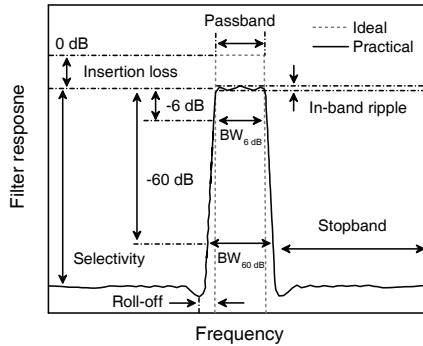 Passband
Ideal
Practical
0 dB
Insertion loss
-6 dB
In-band ripple
BW6 dB
-60 dB
Stopband
Selectivity
BW60 dB
Roll-off
Frequency
Filter resposne